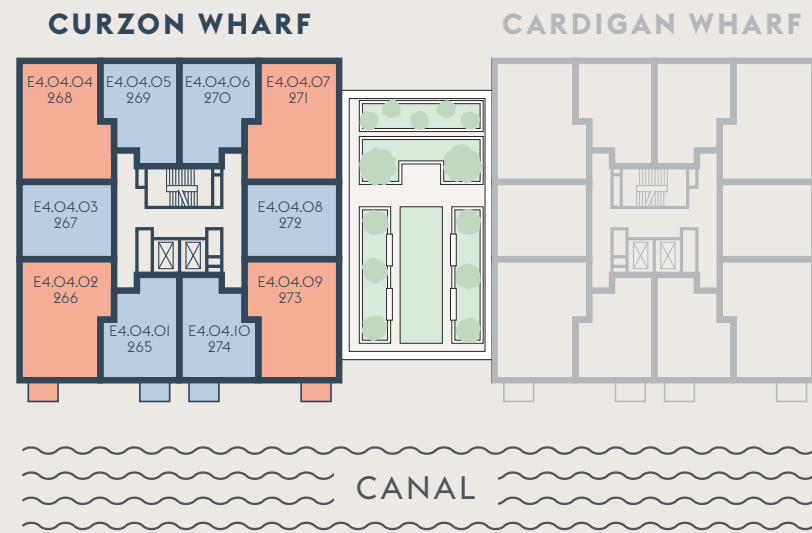 CURZON WHARF
CARDIGAN WHARF
E4.04.04
268
E4.04.05
269
E4.04.06
270
E4.04.07
271
E4.04.03
267
E4.04.08
272
E4.04.02
266
E4.04.01
265
E4.04.10
274
E4.04.09
273
CANAL